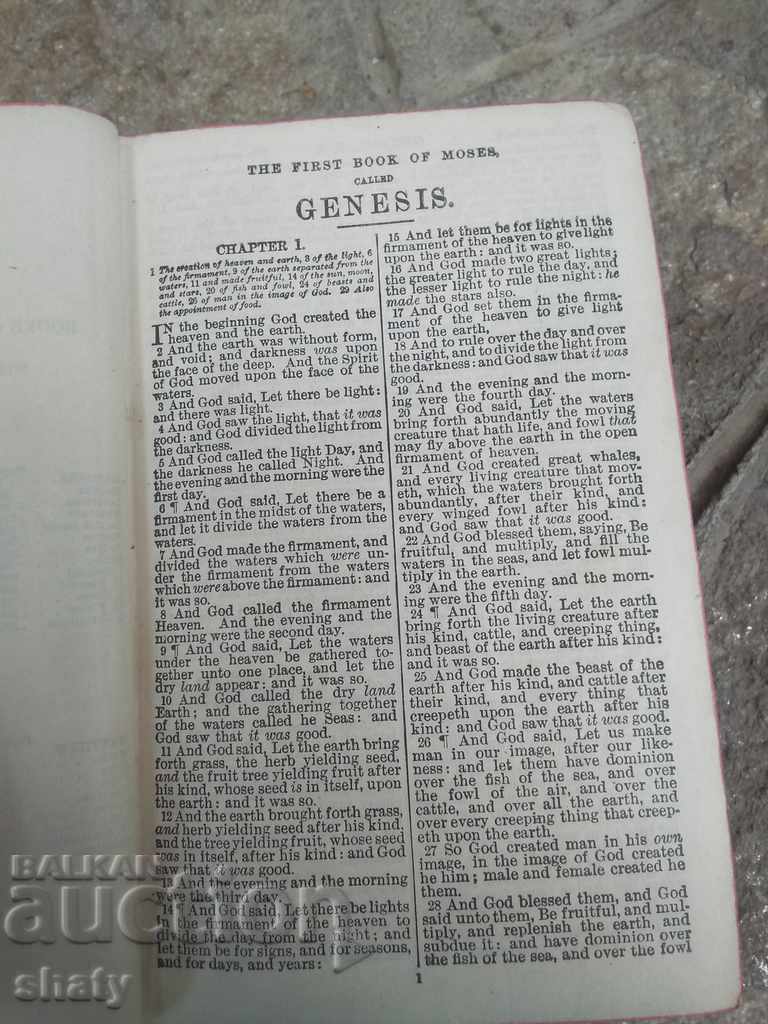 THE FIRST BOOK OF MOSES,
CALLED
GENESIS.
CHAPTER 1.
1 The creation of heaven and earth, 3 of the light, 6
of the firmament, 9 of the earth separated from the
waters, 11 and made fruitful, 14 of the sun, moon,
and stars, 20 of fish and fowl, 24 of beasts and
cattle, 26 of man in the image of God. 29 Also
the appointment of food.
IN the beginning God created the
heaven and the earth.
2 And the earth was without form,
and void; and darkness was upon
the face of the deep. And the Spirit
of God moved upon the face of the
waters.
3 And God said, Let there be light:
and there was light.
4 And God saw the light, that it was
good: and God divided the light from
the darkness.
5 And God called the light Day, and
the darkness he called Night. And
the evening and the morning were the
first day.
6 ¶ And God said, Let there be a
firmament in the midst of the waters,
and let it divide the waters from the
waters.
7 And God made the firmament, and
divided the waters which were un-
der the firmament from the waters
which were above the firmament: and
it was so.
8 And God called the firmament
Heaven. And the evening and the
morning were the second day.
9 ¶ And God said, Let the waters
under the heaven be gathered to-
gether unto one place, and let the
dry land appear: and it was so.
10 And God called the dry land
Earth; and the gathering together
of the waters called he Seas: and
God saw that it was good.
11 And God said, Let the earth bring
forth grass, the herb yielding seed,
and the fruit tree yielding fruit after
his kind, whose seed is in itself, upon
the earth: and it was so.
12 And the earth brought forth grass,
and herb yielding seed after his kind,
and the tree yielding fruit, whose seed
was in itself, after his kind: and God
saw that it was good.
13 And the evening and the morning
were the third day.
14 ¶ And God said, Let there be lights
in the firmament of the heaven to
divide the day from the night; and
let them be for signs, and for seasons,
and for days, and years:
15 And let them be for lights in the
firmament of the heaven to give light
upon the earth: and it was so.
16 And God made two great lights;
the greater light to rule the day, and
the lesser light to rule the night: he
made the stars also.
17 And God set them in the firma-
ment of the heaven to give light
upon the earth,
18 And to rule over the day and over
the night, and to divide the light from
the darkness: and God saw that it was
good.
19 And the evening and the morn-
ing were the fourth day.
20 And God said, Let the waters
bring forth abundantly the moving
creature that hath life, and fowl that
may fly above the earth in the open
firmament of heaven.
21 And God created great whales,
and every living creature that mov-
eth, which the waters brought forth
abundantly, after their kind, and
every winged fowl after his kind:
and God saw that it was good.
22 And God blessed them, saying, Be
fruitful, and multiply, and fill the
waters in the seas, and let fowl mul-
tiply in the earth.
23 And the evening and the morn-
ing were the fifth day.
24 ¶ And God said, Let the earth
bring forth the living creature after
his kind, cattle, and creeping thing,
and beast of the earth after his kind:
and it was so.
25 And God made the beast of the
earth after his kind, and cattle after
their kind, and every thing that
creepeth upon the earth after his
kind: and God saw that it was good.
26 ¶ And God said, Let us make
man in our image, after our like-
ness: and let them have dominion
over the fish of the sea, and over
the fowl of the air, and over the
cattle, and over all the earth, and
over every creeping thing that creep-
eth upon the earth.
27 So God created man in his own
image, in the image of God created
he him; male and female created he
them.
28 And God blessed them, and God
said unto them, Be fruitful, and mul-
tiply, and replenish the earth, and
subdue it: and have dominion over
the fish of the sea, and over the fowl
1
BALKAN
auction
shaty